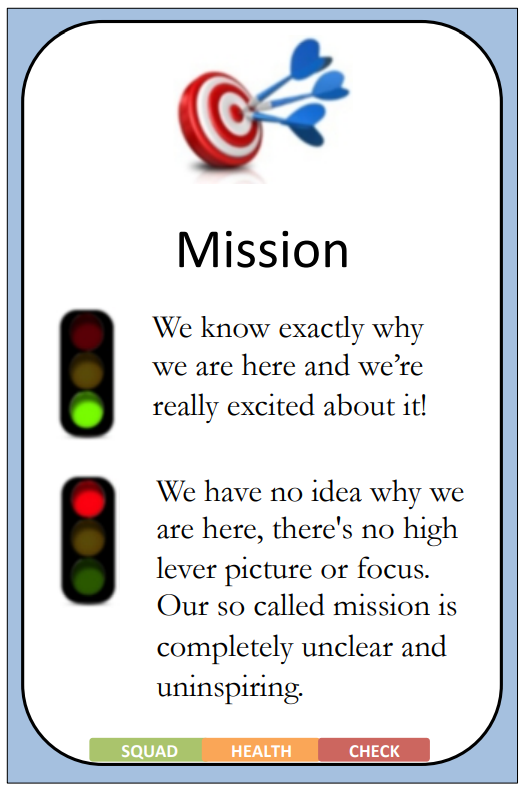 Mission
We know exactly why
we are here and we’re
really excited about it!
We have no idea why we
are here, there's no high
lever picture or focus.
Our so called mission is
completely unclear and
uninspiring.
SQUAD HEALTH CHECK